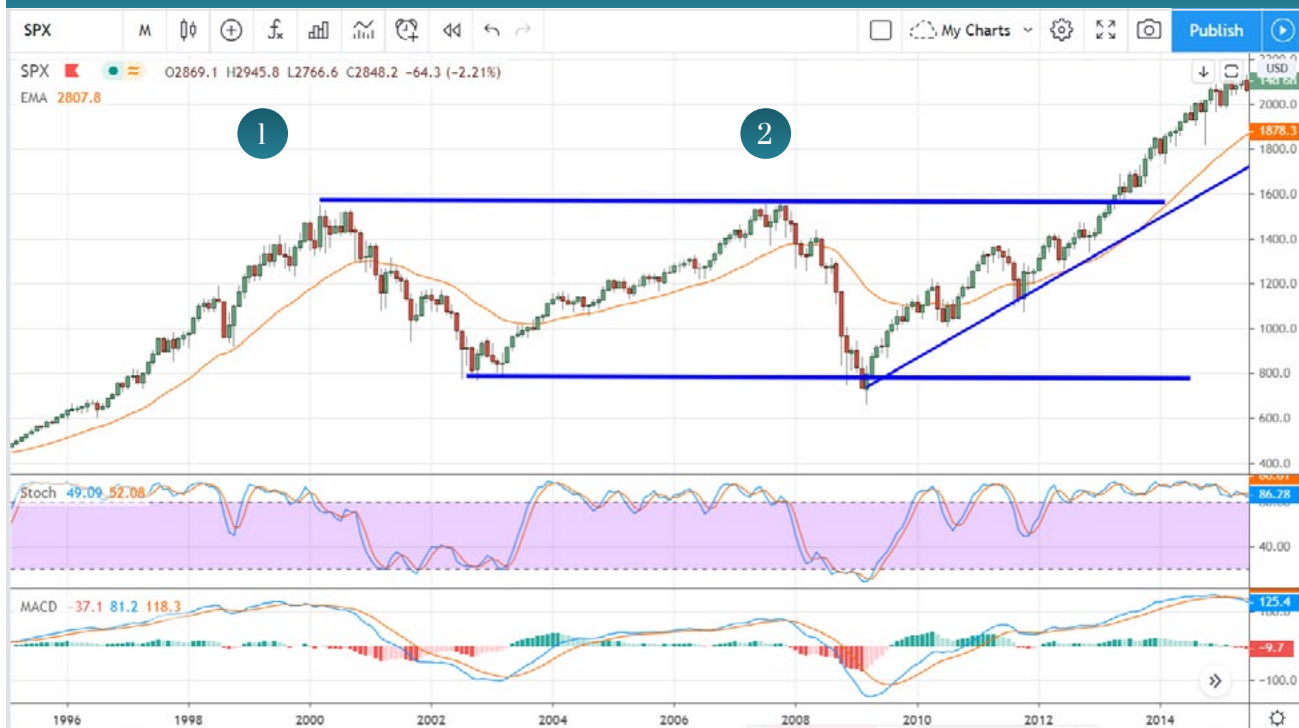 SPX M fx My Charts Publish
SPX O2869.1 H2945.8 L2766.6 C2848.2 −64.3 (−2.21%)
EMA 2807.8
1 2
USD
2000.0
1878.3
1800.0
1600.0
1400.0
1200.0
1000.0
800.0
600.0
400.0
Stoch 49.09 52.08
86.28
40.00
MACD −37.1 81.2 118.3
125.4
−9.7
−100.0
1996 1998 2000 2002 2004 2006 2008 2010 2012 2014